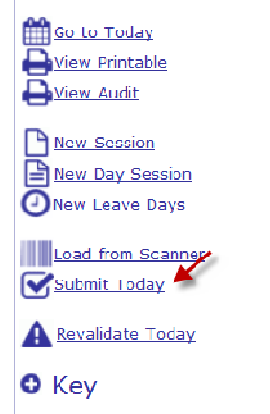 Go to Today
View Printable
View Audit
New Session
New Day Session
New Leave Days
Load from Scanner
Submit Today
Revalidate Today
Key